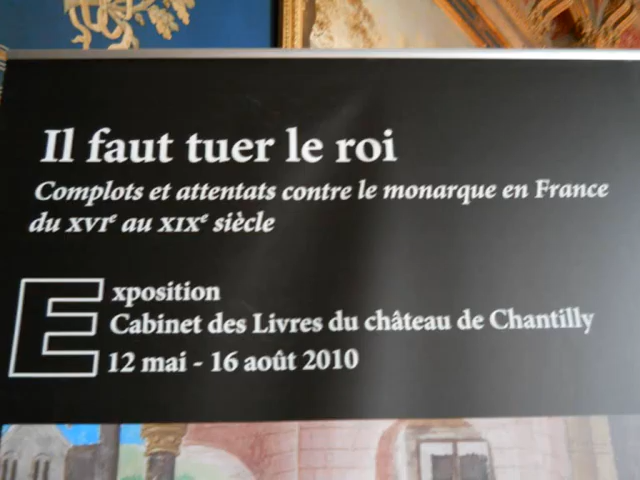 Il faut tuer le roi
Complots et attentats contre le monarque en France
du XVIe au XIXe siècle
Exposition
Cabinet des Livres du château de Chantilly
12 mai - 16 août 2010